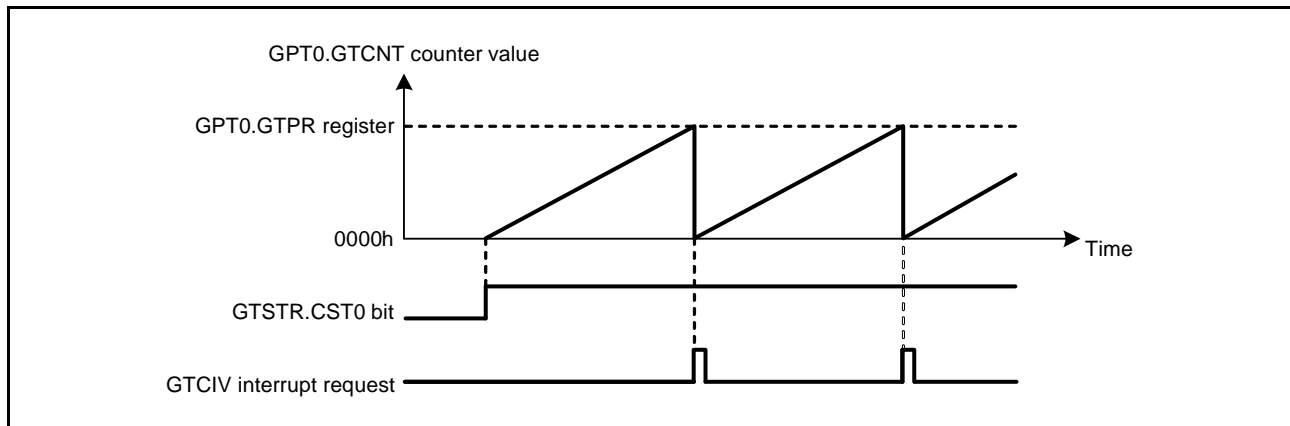 GPT0.GTCNT counter value
GPT0.GTPR register
0000h
Time
GTSTR.CST0 bit
GTCIV interrupt request